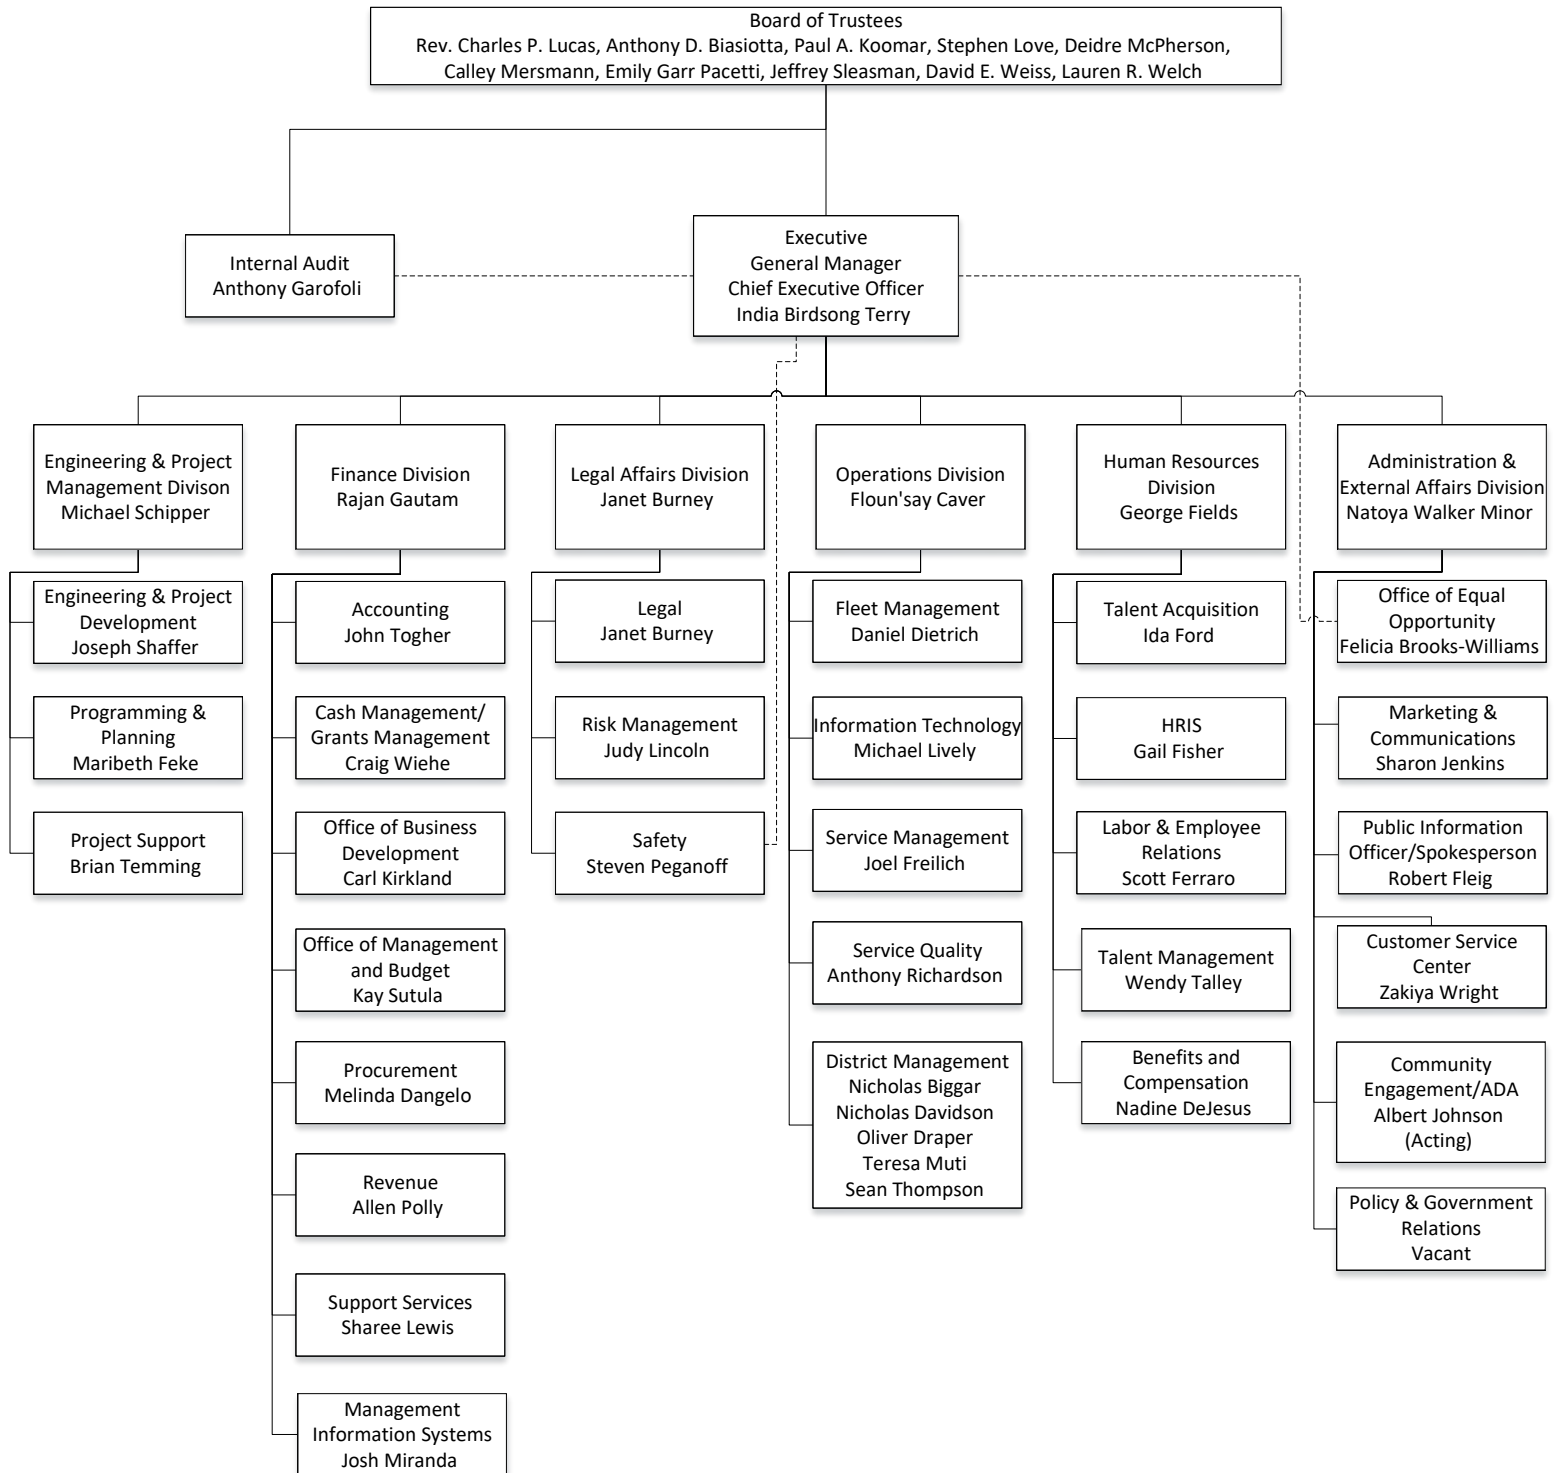 Board of Trustees
Rev. Charles P. Lucas, Anthony D. Biasiotta, Paul A. Koomar, Stephen Love, Deidre McPherson,
Calley Mersmann, Emily Garr Pacetti, Jeffrey Sleasman, David E. Weiss, Lauren R. Welch
Internal Audit
Anthony Garofoli
Executive
General Manager
Chief Executive Officer
India Birdsong Terry
Engineering & Project
Management Divison
Michael Schipper
Engineering & Project
Development
Joseph Shaffer
Programming &
Planning
Maribeth Feke
Project Support
Brian Temming
Finance Division
Rajan Gautam
Accounting
John Togher
Cash Management/
Grants Management
Craig Wiehe
Office of Business
Development
Carl Kirkland
Office of Management
and Budget
Kay Sutula
Procurement
Melinda Dangelo
Revenue
Allen Polly
Support Services
Sharee Lewis
Management
Information Systems
Josh Miranda
Legal Affairs Division
Janet Burney
Legal
Janet Burney
Risk Management
Judy Lincoln
Safety
Steven Peganoff
Operations Division
Floun'say Caver
Fleet Management
Daniel Dietrich
Information Technology
Michael Lively
Service Management
Joel Freilich
Service Quality
Anthony Richardson
District Management
Nicholas Biggar
Nicholas Davidson
Oliver Draper
Teresa Muti
Sean Thompson
Human Resources
Division
George Fields
Talent Acquisition
Ida Ford
HRIS
Gail Fisher
Labor & Employee
Relations
Scott Ferraro
Talent Management
Wendy Talley
Benefits and
Compensation
Nadine DeJesus
Administration &
External Affairs Division
Natoya Walker Minor
Office of Equal
Opportunity
Felicia Brooks-Williams
Marketing &
Communications
Sharon Jenkins
Public Information
Officer/Spokesperson
Robert Fleig
Customer Service
Center
Zakiya Wright
Community
Engagement/ADA
Albert Johnson
(Acting)
Policy & Government
Relations
Vacant